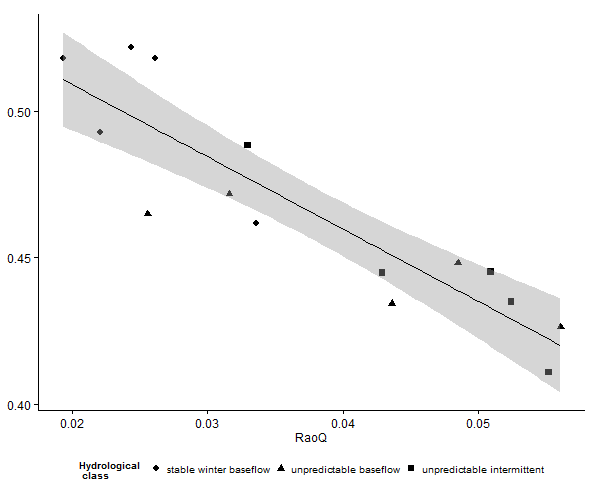 0.50
0.45
0.40
0.02 0.03 0.04 0.05
RaoQ
Hydrological
class
stable winter baseflow unpredictable baseflow unpredictable intermittent